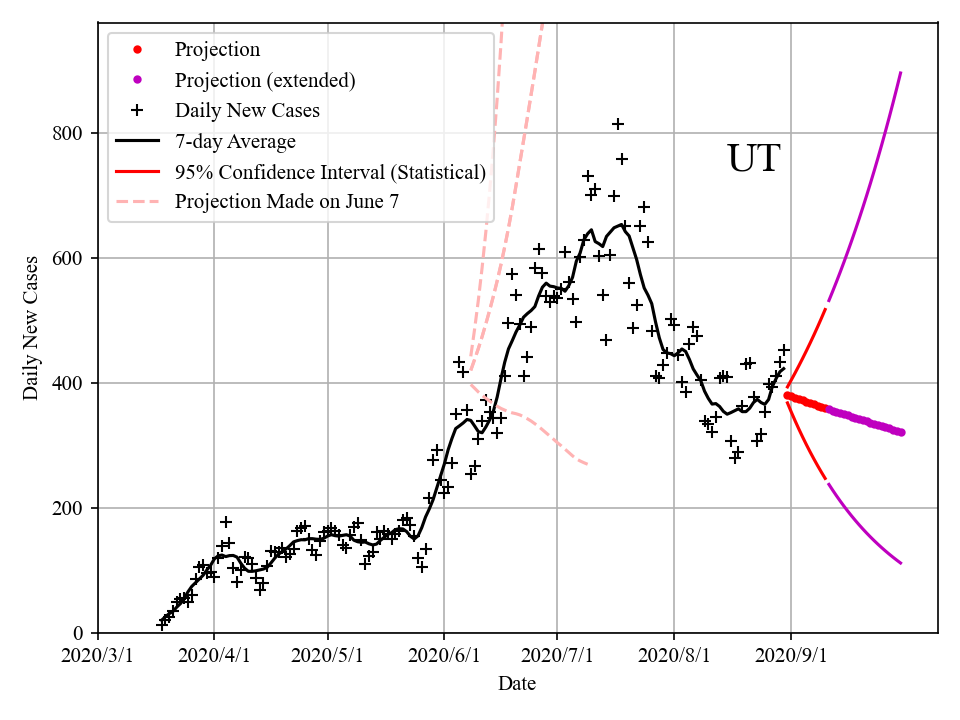 Projection
Projection (extended)
Daily New Cases
7-day Average
95% Confidence Interval (Statistical)
Projection Made on June 7
UT
800
600
400
200
0
Daily New Cases
2020/3/1 2020/4/1 2020/5/1 2020/6/1 2020/7/1 2020/8/1 2020/9/1
Date